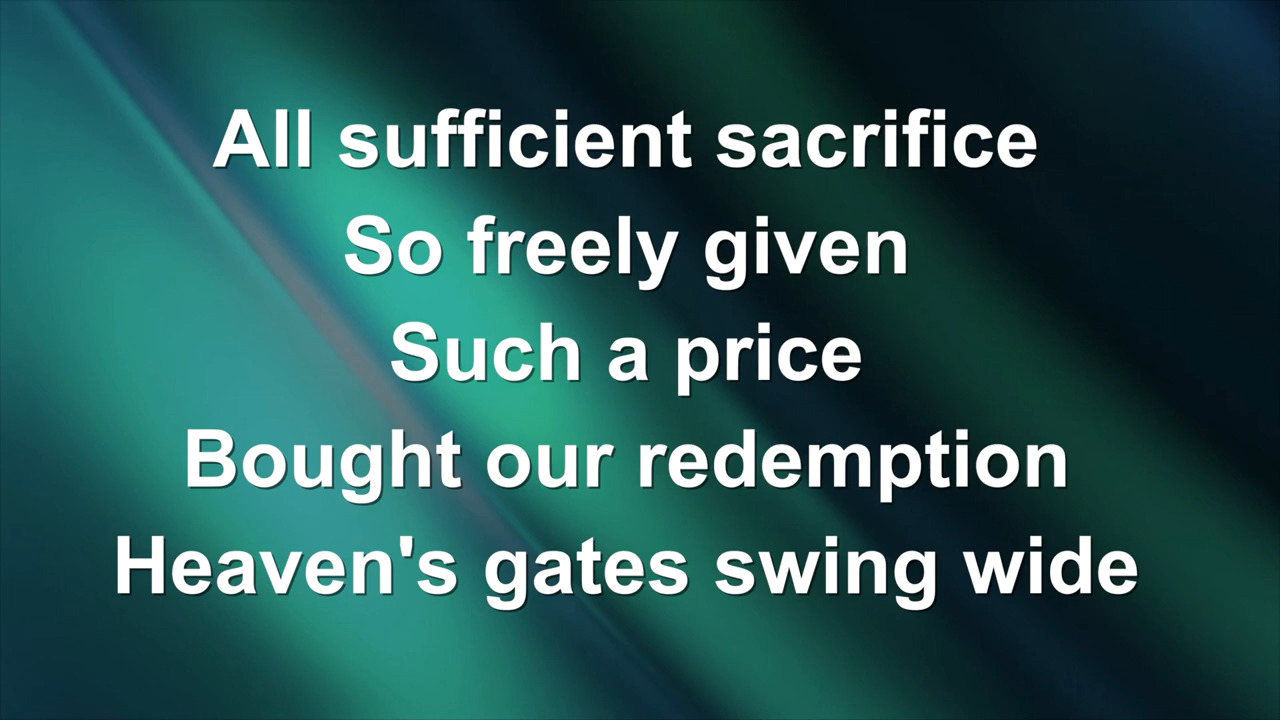 All sufficient sacrifice
So freely given
Such a price
Bought our redemption
Heaven's gates swing wide